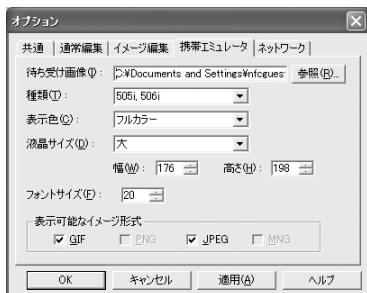 オプション
共通 通常編集 イメージ編集 携帯エミュレータ ネットワーク
待ち受け画像(I): D:¥Documents and Settings¥nfcgues 参照(R)...
種類(T): 505i, 506i
表示色(C): フルカラー
液晶サイズ(D): 大
幅(W): 176 高さ(H): 198
フォントサイズ(F): 20
表示可能なイメージ形式
GIF PNG JPEG MNG
OK キャンセル 適用(A) ヘルプ